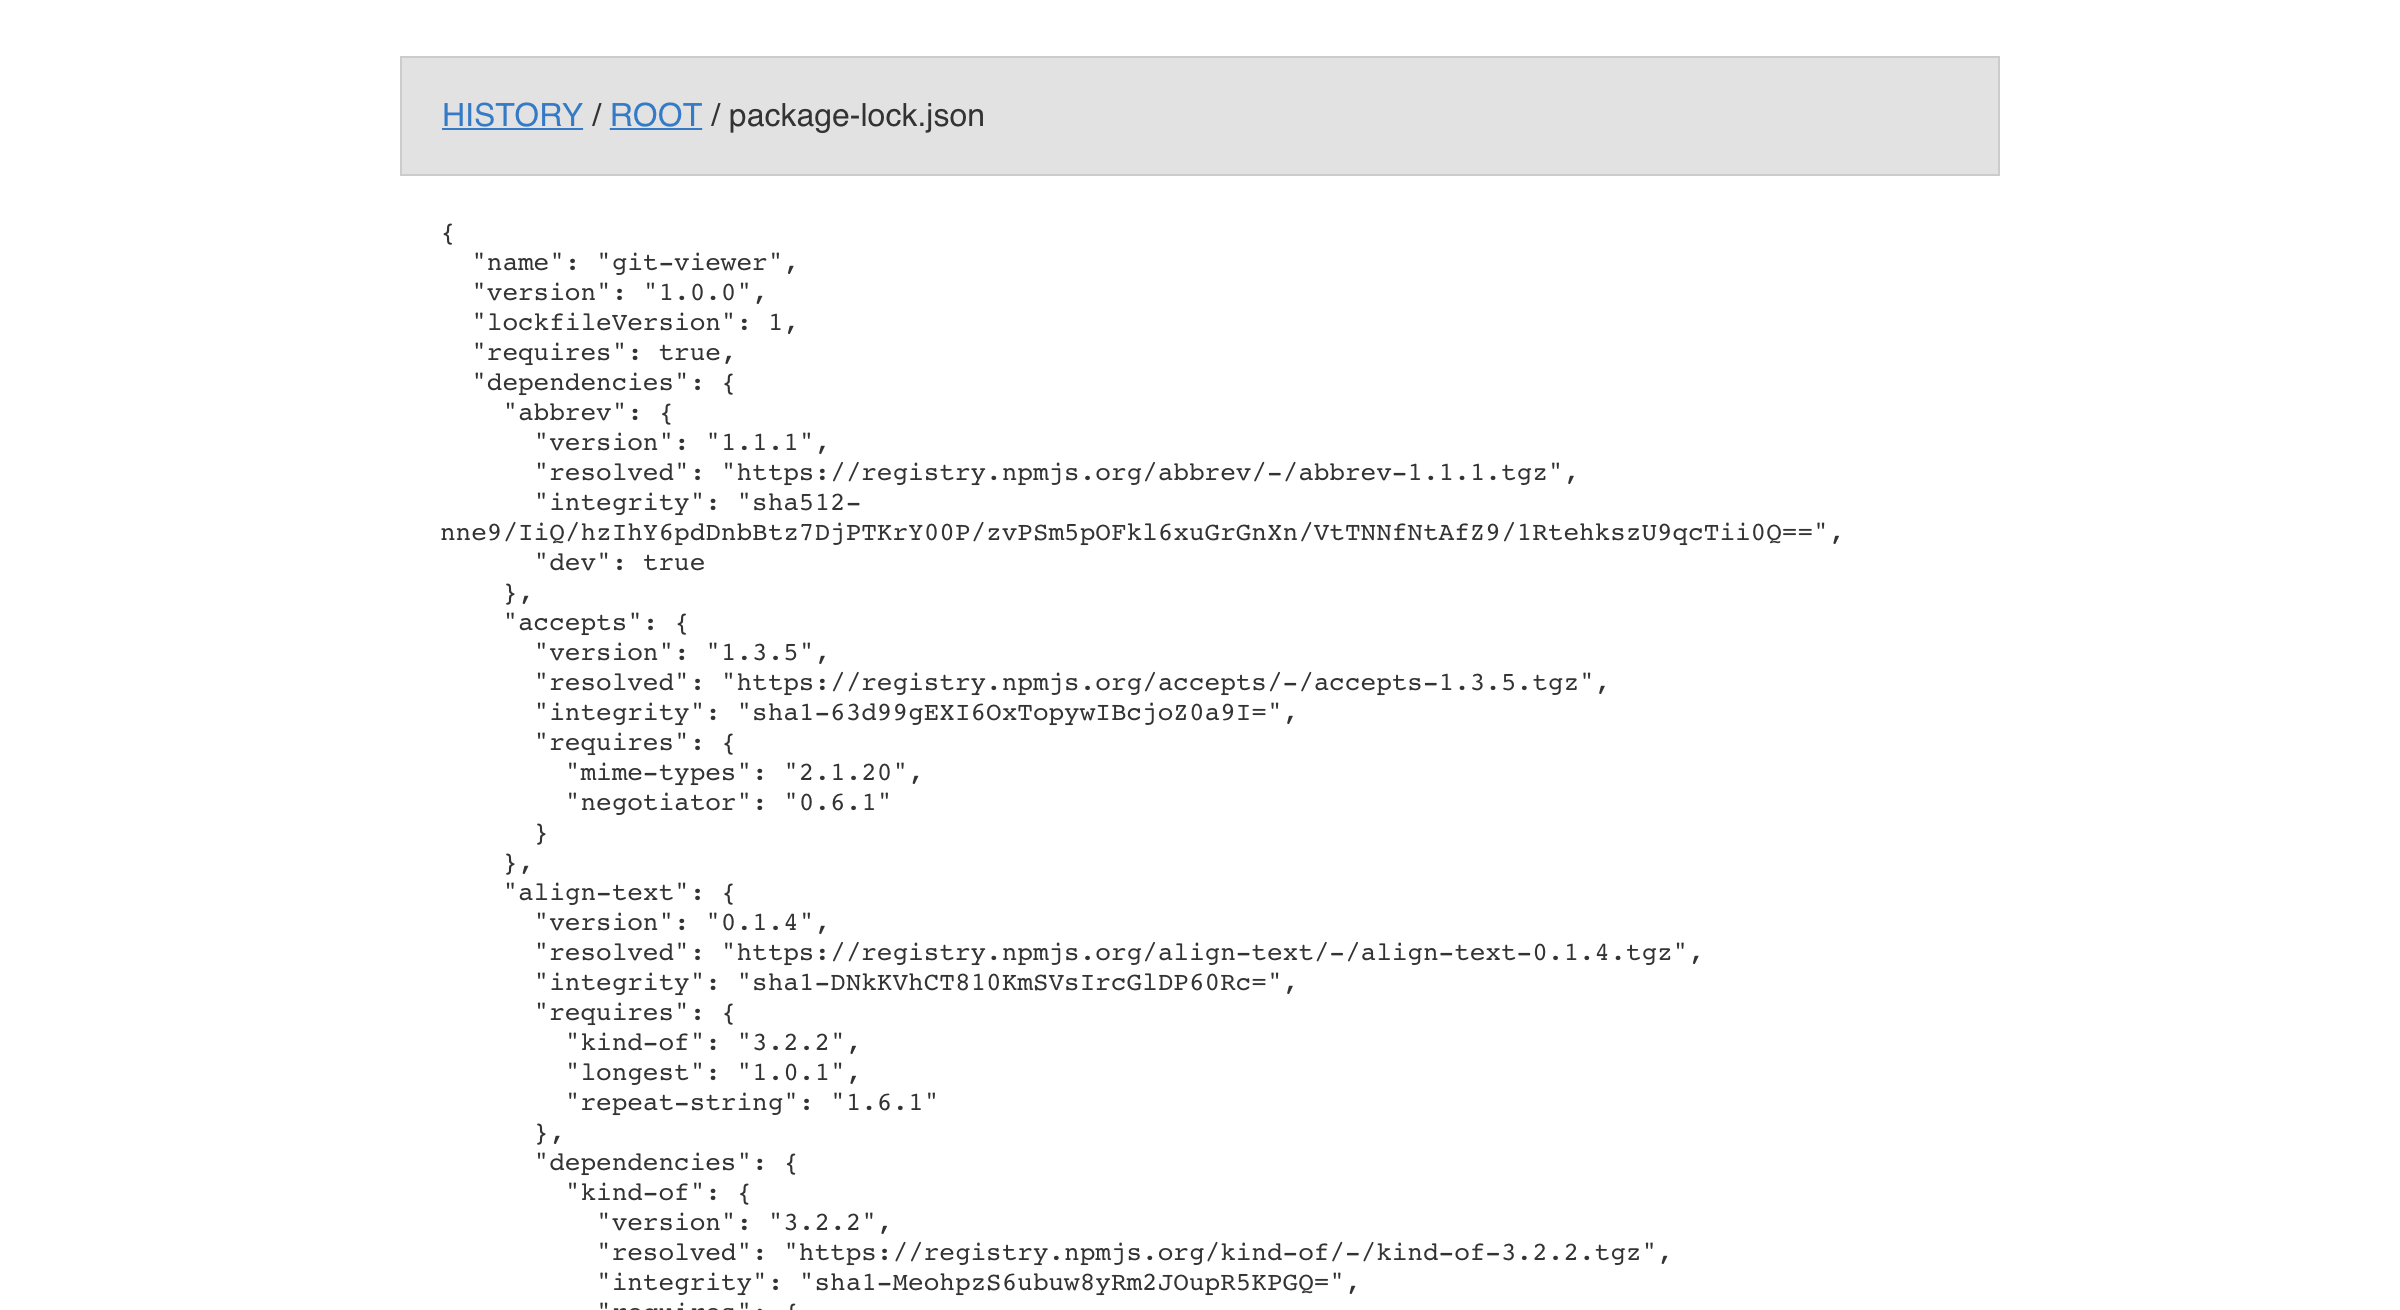 HISTORY / ROOT / package-lock.json
{
  "name": "git-viewer",
  "version": "1.0.0",
  "lockfileVersion": 1,
  "requires": true,
  "dependencies": {
    "abbrev": {
      "version": "1.1.1",
      "resolved": "https://registry.npmjs.org/abbrev/-/abbrev-1.1.1.tgz",
      "integrity": "sha512-
nne9/IiQ/hzIhY6pdDnbBtz7DjPTKrY00P/zvPSm5pOFkl6xuGrGnXn/VtTNNfNtAfZ9/1RtehkszU9qcTii0Q==",
      "dev": true
    },
    "accepts": {
      "version": "1.3.5",
      "resolved": "https://registry.npmjs.org/accepts/-/accepts-1.3.5.tgz",
      "integrity": "sha1-63d99gEXI6OxTopywIBcjoZ0a9I=",
      "requires": {
        "mime-types": "2.1.20",
        "negotiator": "0.6.1"
      }
    },
    "align-text": {
      "version": "0.1.4",
      "resolved": "https://registry.npmjs.org/align-text/-/align-text-0.1.4.tgz",
      "integrity": "sha1-DNkKVhCT810KmSVsIrcGlDP60Rc=",
      "requires": {
        "kind-of": "3.2.2",
        "longest": "1.0.1",
        "repeat-string": "1.6.1"
      },
      "dependencies": {
        "kind-of": {
          "version": "3.2.2",
          "resolved": "https://registry.npmjs.org/kind-of/-/kind-of-3.2.2.tgz",
          "integrity": "sha1-MeohpzS6ubuw8yRm2JOupR5KPGQ=",
          "requires": {